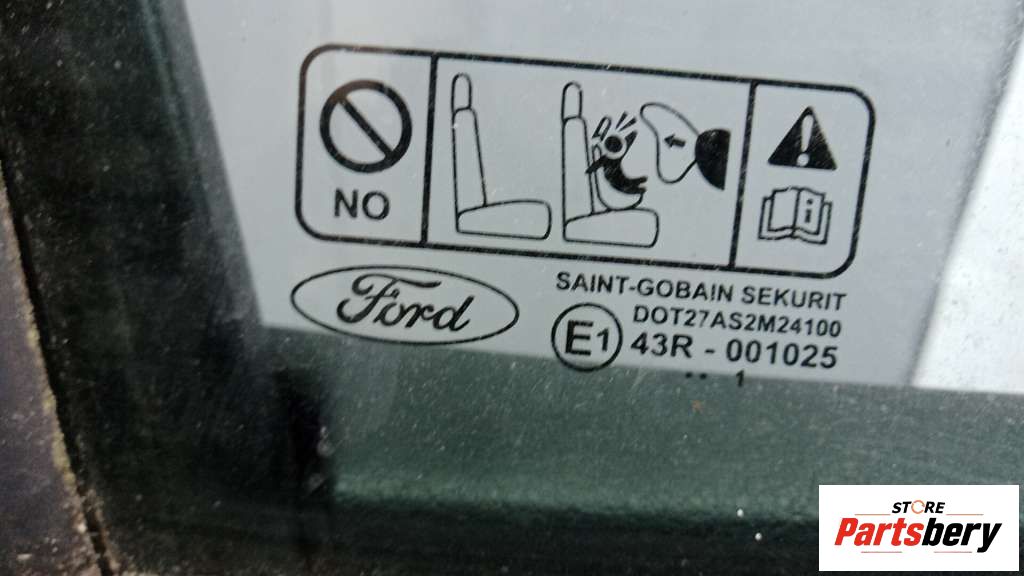 NO
Ford
SAINT-GOBAIN SEKURIT
DOT27AS2M24100
E1 43R - 001025
.. 1
STORE
Partsbery